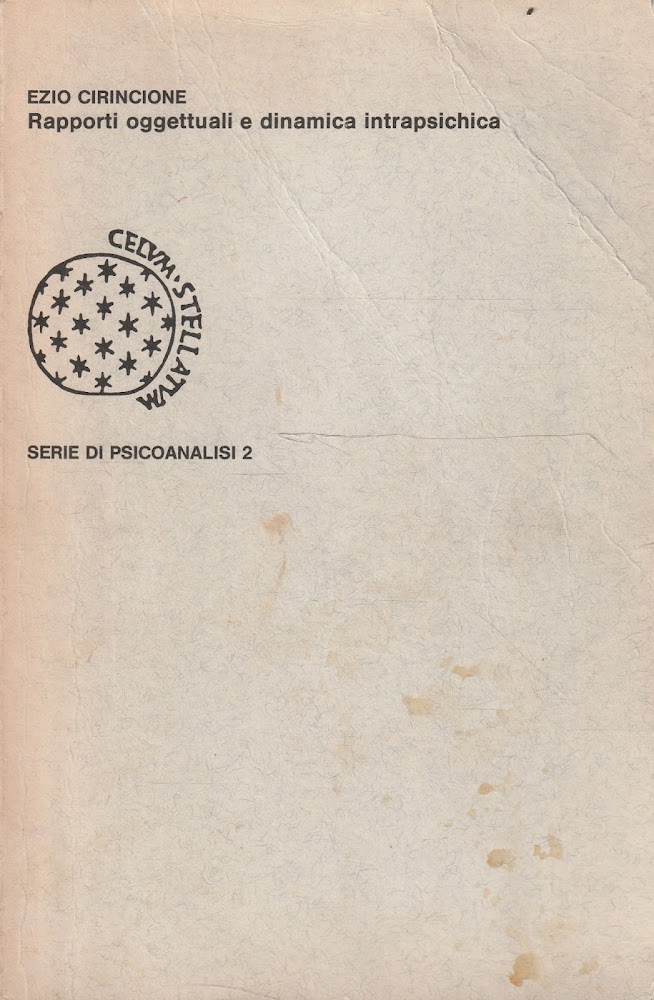 EZIO CIRINCIONE
Rapporti oggettuali e dinamica intrapsichica
CELVM·STELLATVM
SERIE DI PSICOANALISI 2